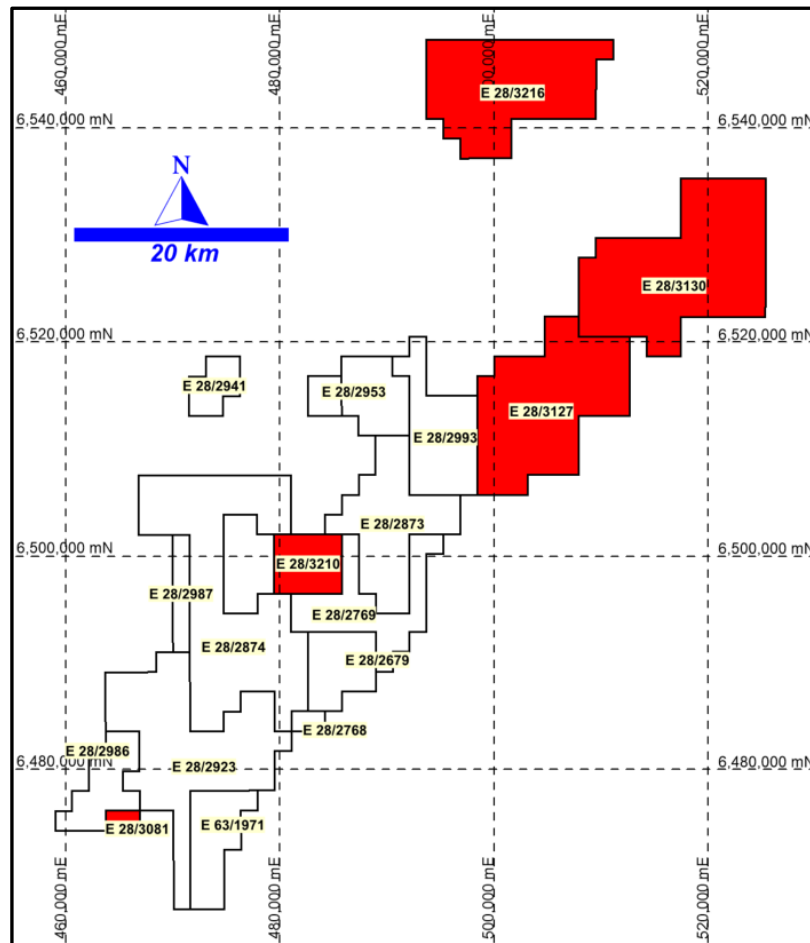 460,000 mE
480,000 mE
500,000 mE
520,000 mE
E 28/3216
6,540,000 mN
6,540,000 mN
N
20 km
E 28/3130
6,520,000 mN
6,520,000 mN
E 28/2941
E 28/2953
E 28/3127
E 28/2993
E 28/2873
6,500,000 mN
6,500,000 mN
E 28/3210
E 28/2987
E 28/2769
E 28/2874
E 28/2679
E 28/2768
E 28/2986
6,480,000 mN
E 28/2923
6,480,000 mN
E 28/3081
E 63/1971
460,000 mE
480,000 mE
500,000 mE
520,000 mE